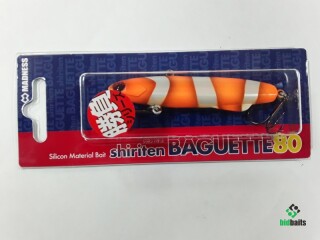 MADNESS
Silicon Material Bait
shiriten BAGUETTE80
bidbaits